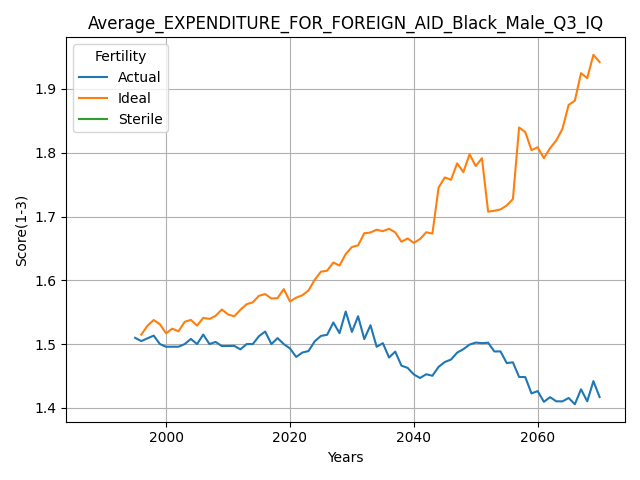 Average_EXPENDITURE_FOR_FOREIGN_AID_Black_Male_Q3_IQ
Fertility
Actual
Ideal
Sterile
Score(1-3)
1.9
1.8
1.7
1.6
1.5
1.4
2000
2020
2040
2060
Years